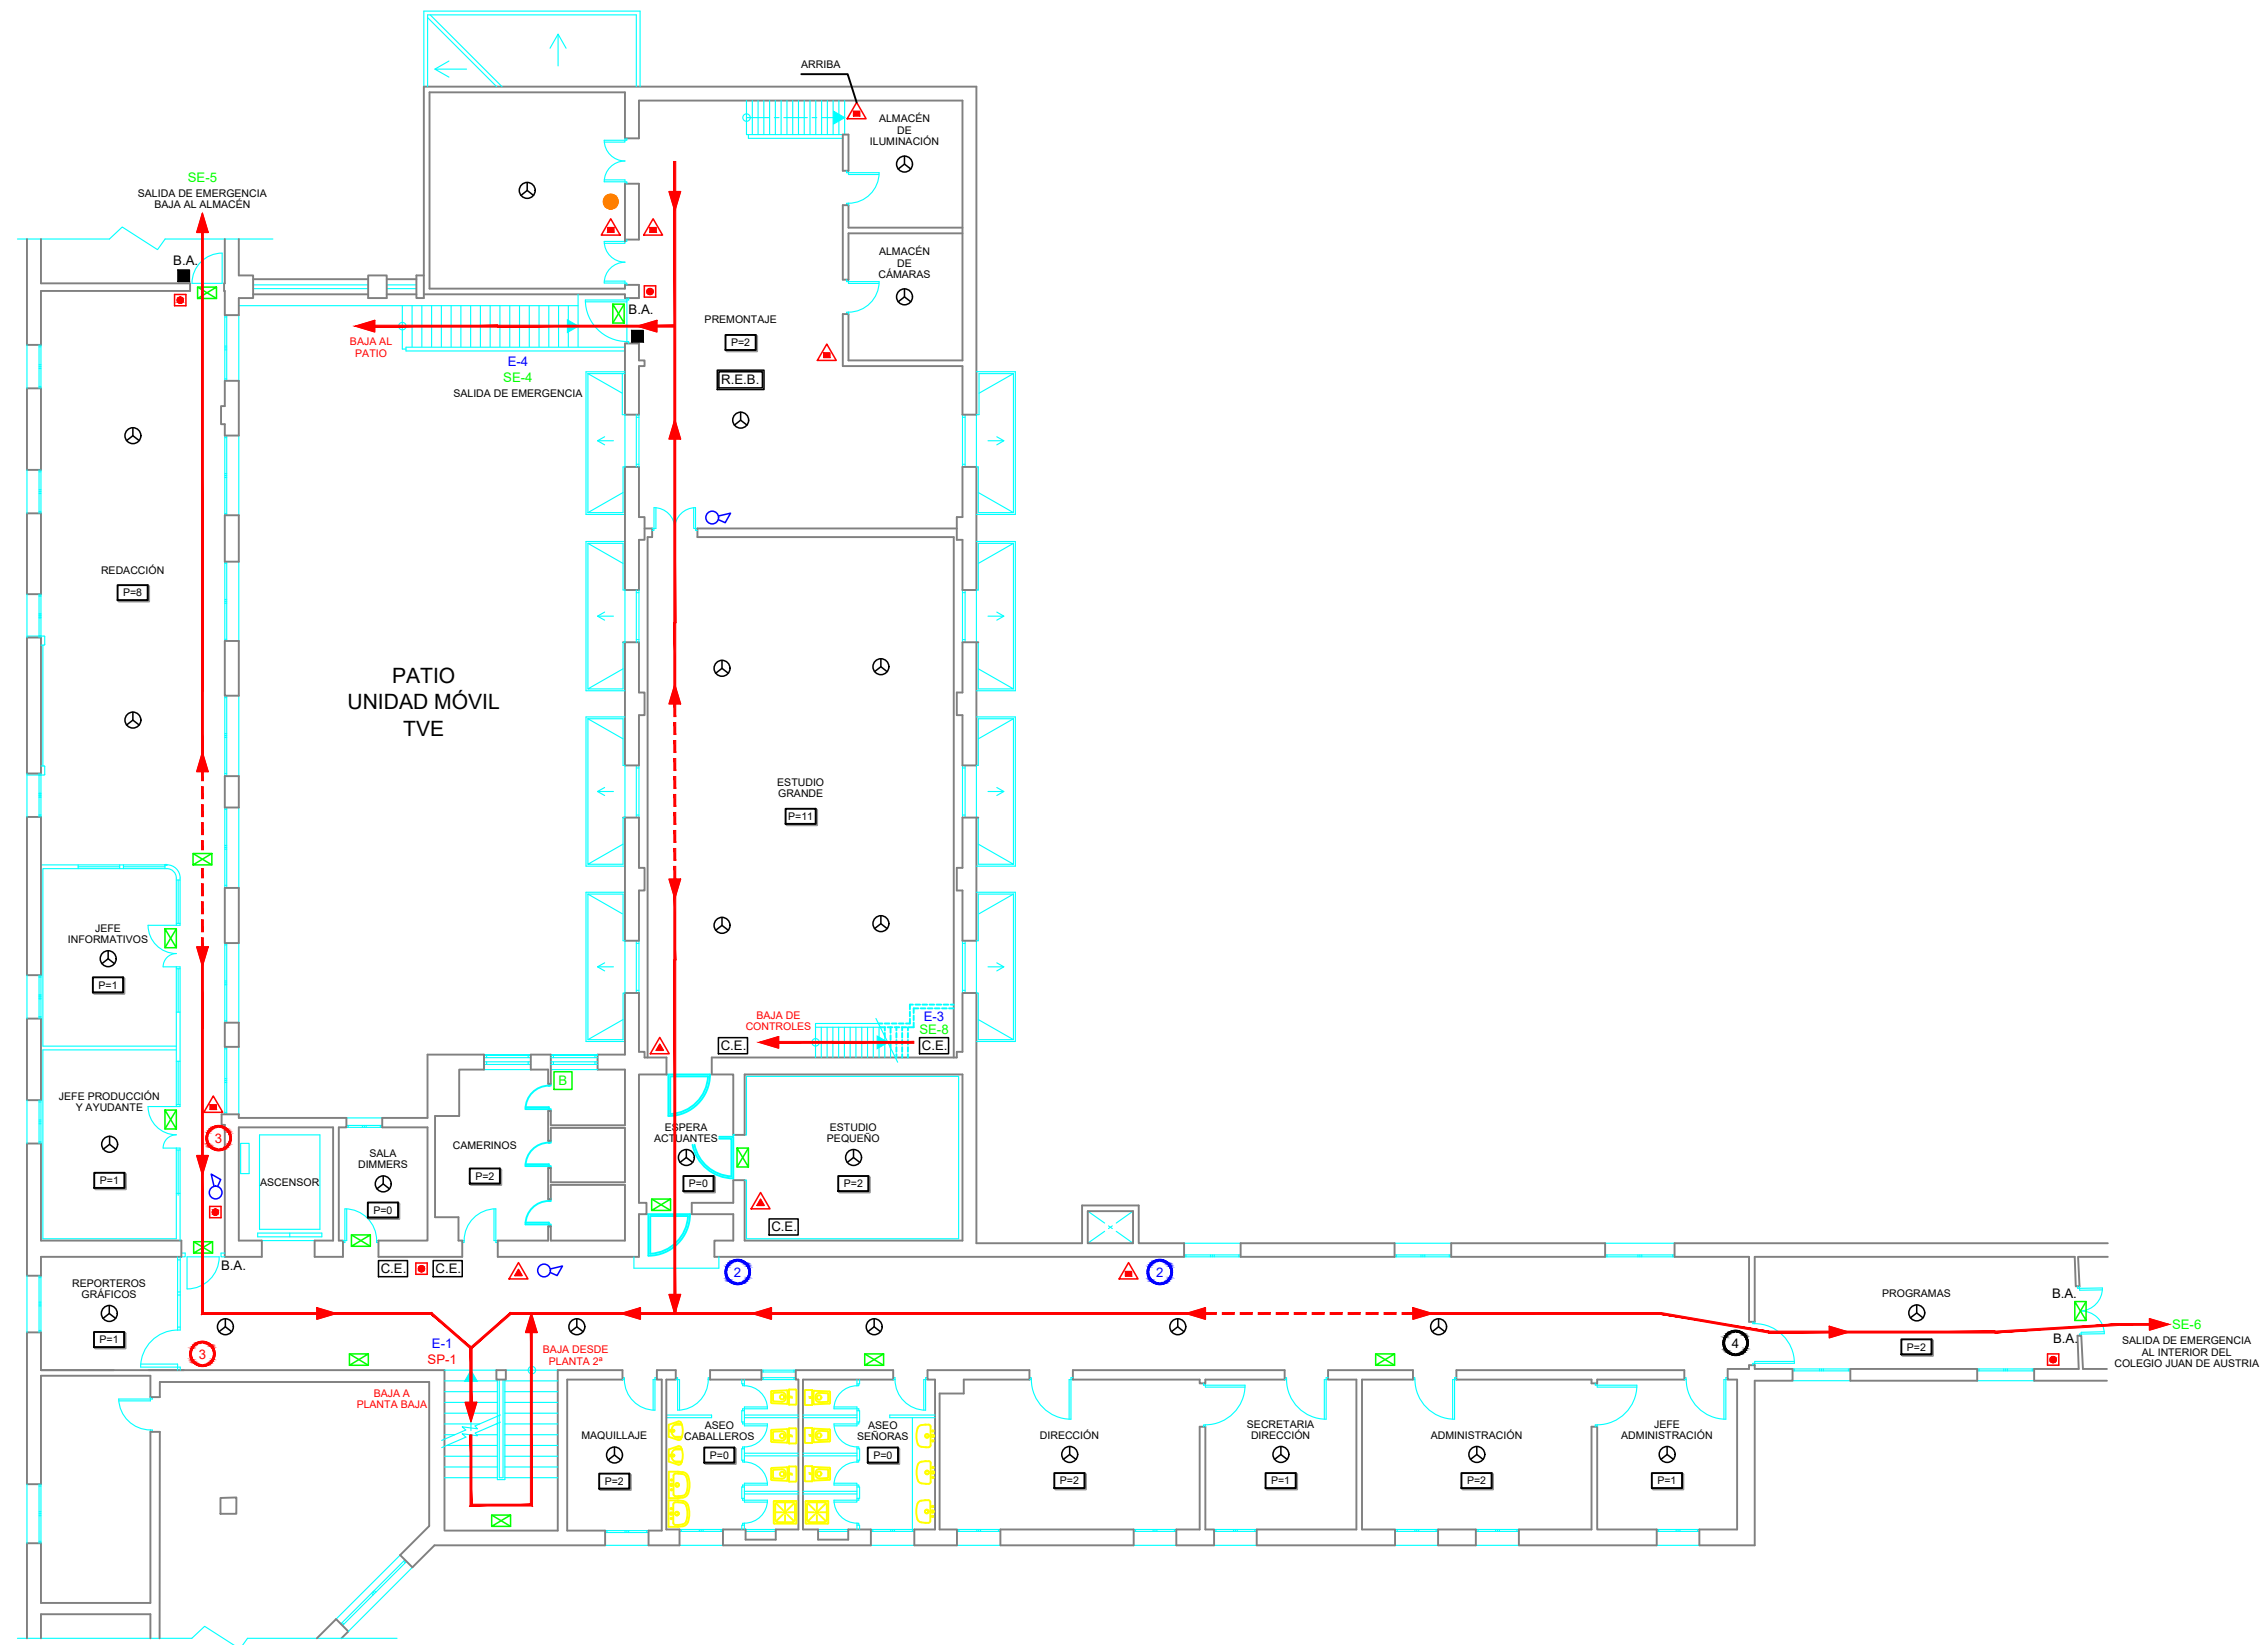 ARRIBA
ALMACÉN
DE
ILUMINACIÓN
SE-5
SALIDA DE EMERGENCIA
BAJA AL ALMACÉN
B.A.
ALMACÉN
DE
CÁMARAS
B.A.
PREMONTAJE
P=2
R.E.B.
BAJA AL
PATIO
E-4
SE-4
SALIDA DE EMERGENCIA
REDACCIÓN
P=8
PATIO
UNIDAD MÓVIL
TVE
ESTUDIO
GRANDE
P=11
JEFE
INFORMATIVOS
P=1
BAJA DE
CONTROLES
E-3
SE-8
C.E.
C.E.
B
JEFE PRODUCCIÓN
Y AYUDANTE
P=1
3
ASCENSOR
SALA
DIMMERS
P=0
CAMERINOS
P=2
ESPERA
ACTUANTES
P=0
ESTUDIO
PEQUEÑO
P=2
C.E.
B.A.
C.E.
C.E.
2
2
REPORTEROS
GRÁFICOS
P=1
3
E-1
SP-1
BAJA DESDE
PLANTA 2ª
BAJA A
PLANTA BAJA
4
PROGRAMAS
P=2
B.A.
B.A.
SE-6
SALIDA DE EMERGENCIA
AL INTERIOR DEL
COLEGIO JUAN DE AUSTRIA
MAQUILLAJE
P=2
ASEO
CABALLEROS
P=0
ASEO
SEÑORAS
P=0
DIRECCIÓN
P=2
SECRETARIA
DIRECCIÓN
P=1
ADMINISTRACIÓN
P=2
JEFE
ADMINISTRACIÓN
P=1